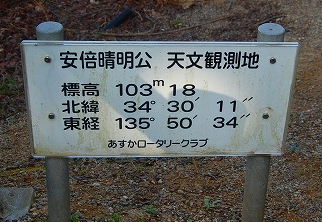 安倍晴明公 天文観測地
標高 103m 18
北緯 34° 30′ 11″
東経 135° 50′ 34″
あすかロータリークラブ